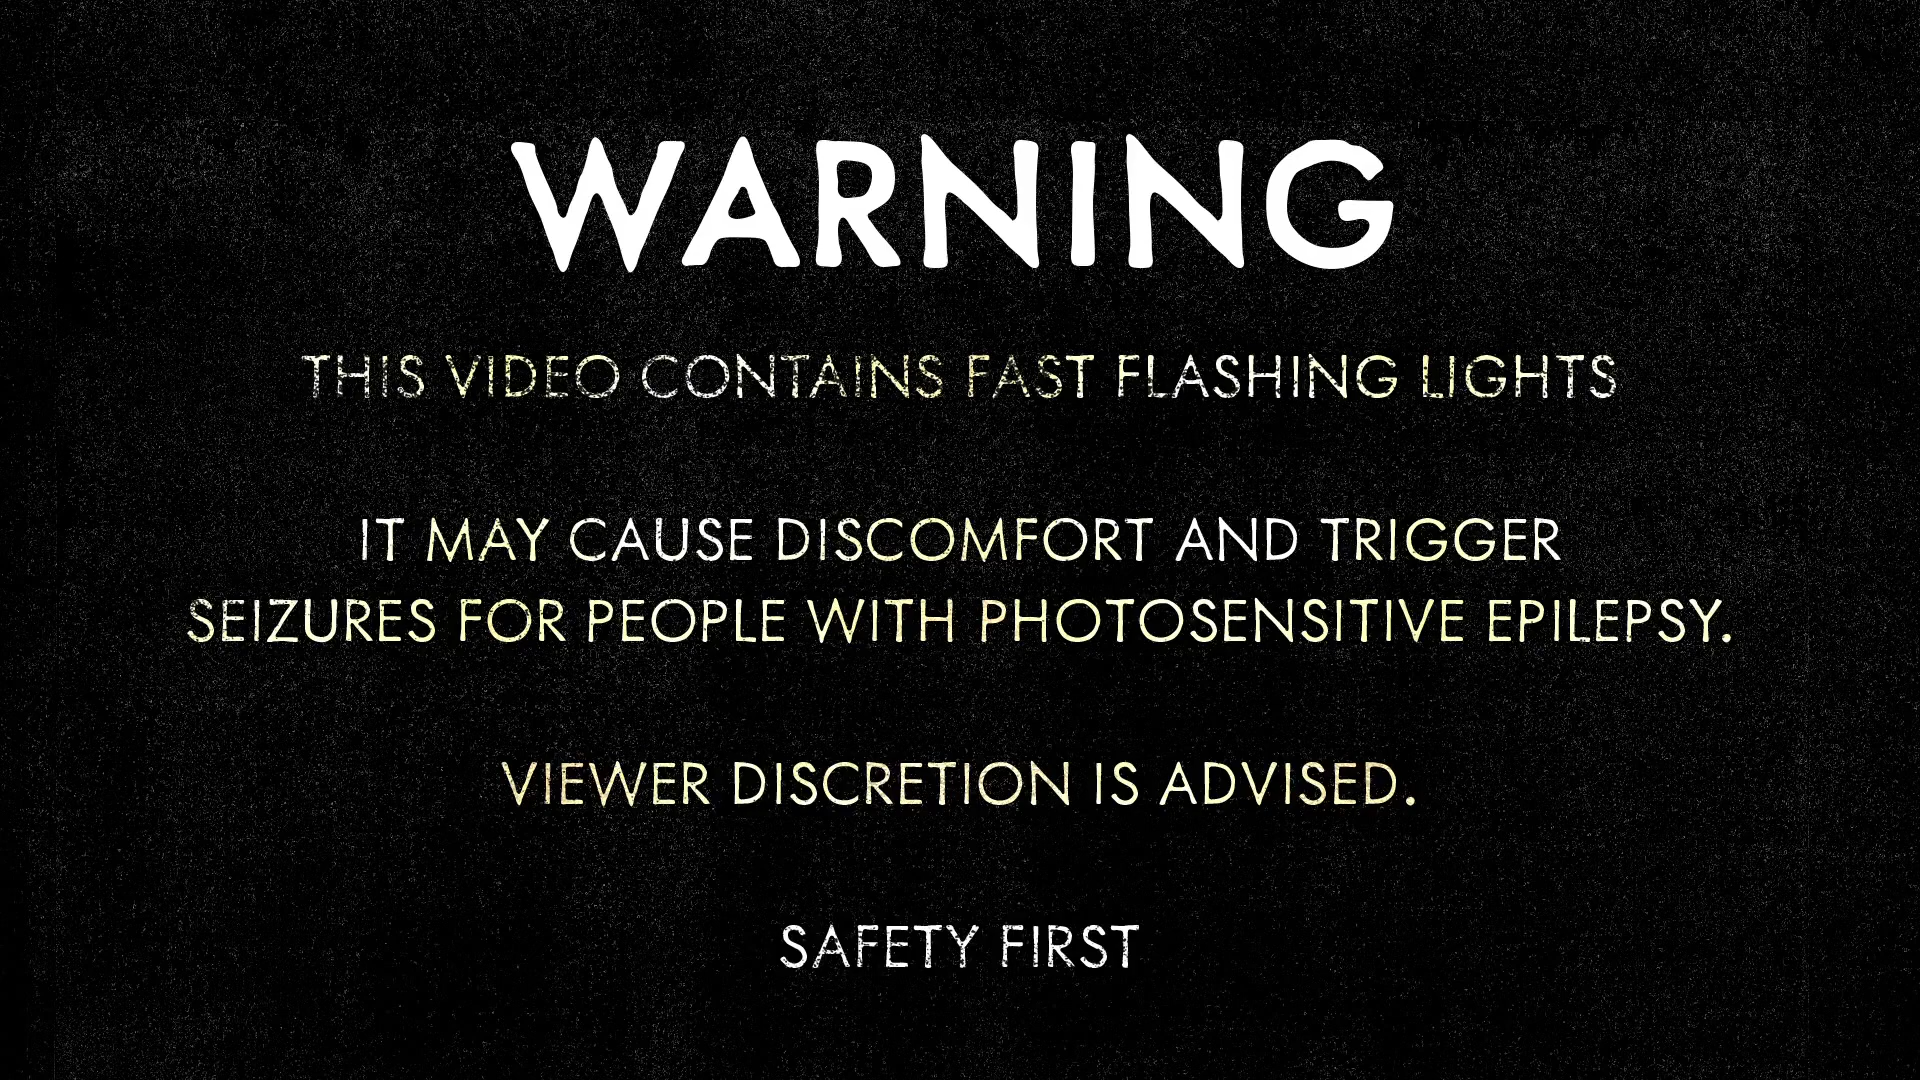 WARNING
THIS VIDEO CONTAINS FAST FLASHING LIGHTS
IT MAY CAUSE DISCOMFORT AND TRIGGER
SEIZURES FOR PEOPLE WITH PHOTOSENSITIVE EPILEPSY.
VIEWER DISCRETION IS ADVISED.
SAFETY FIRST